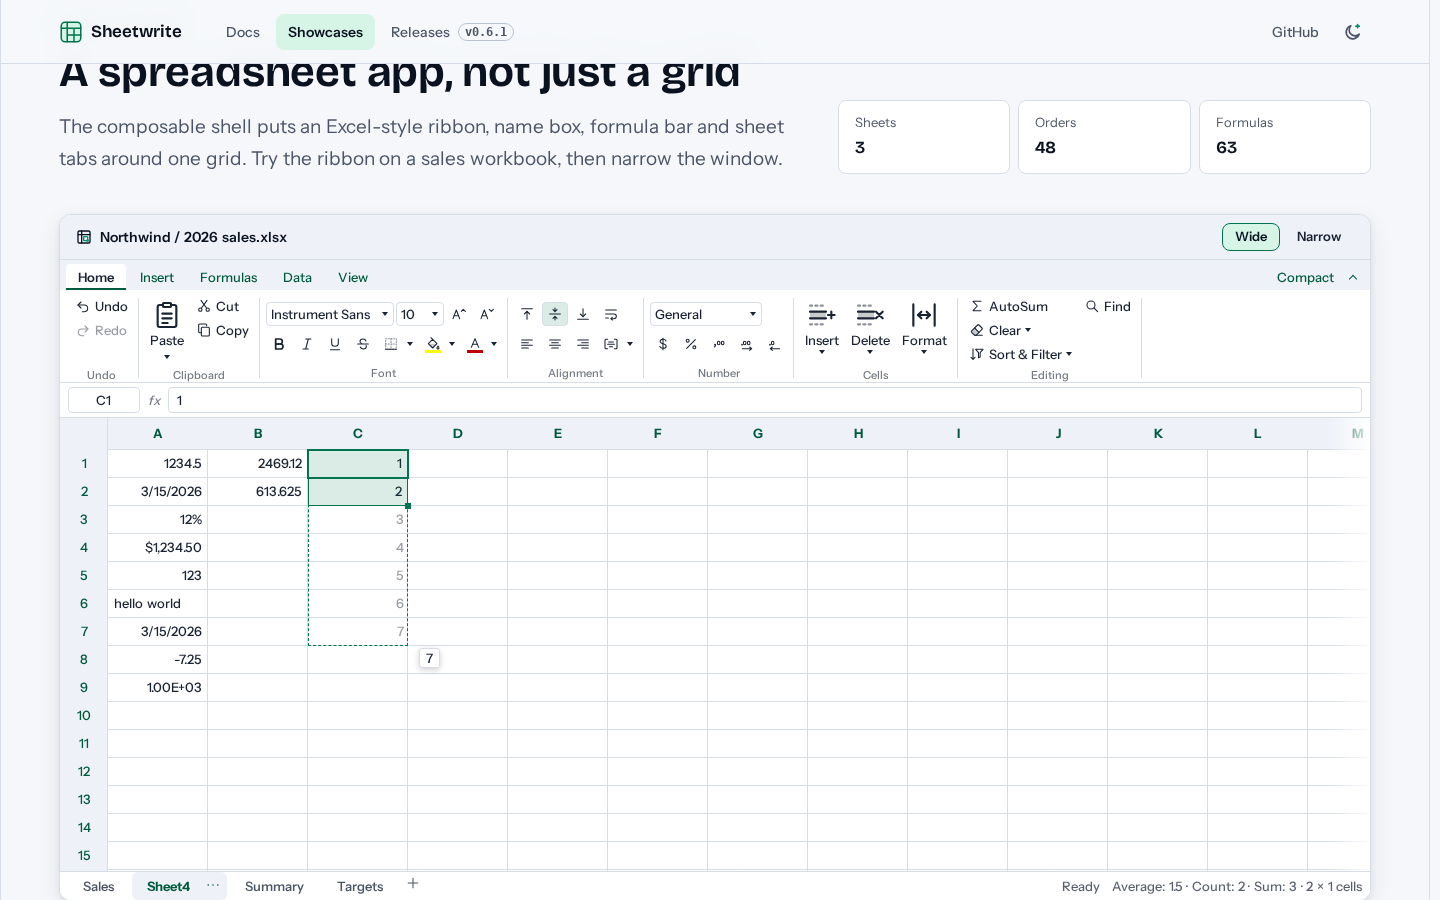 Sheetwrite Docs Showcases Releases v0.6.1 GitHub
A spreadsheet app, not just a grid
The composable shell puts an Excel-style ribbon, name box, formula bar and sheet
tabs around one grid. Try the ribbon on a sales workbook, then narrow the window.
Sheets Orders Formulas
3 48 63
Northwind / 2026 sales.xlsx Wide Narrow
Home Insert Formulas Data View Compact
Undo Redo Undo
Paste Cut Copy Clipboard
Instrument Sans 10 A A
B I U S A
Font
Alignment
General
$ % ,00 .00 .0
Number
Insert Delete Format
Cells
AutoSum Find
Clear
Sort & Filter
Editing
C1 fx 1
A B C D E F G H I J K L M
1 1234.5 2469.12 1
2 3/15/2026 613.625 2
3 12% 3
4 $1,234.50 4
5 123 5
6 hello world 6
7 3/15/2026 7
8 -7.25 7
9 1.00E+03
10
11
12
13
14
15
Sales Sheet4 ··· Summary Targets + Ready Average: 1.5 · Count: 2 · Sum: 3 · 2 × 1 cells